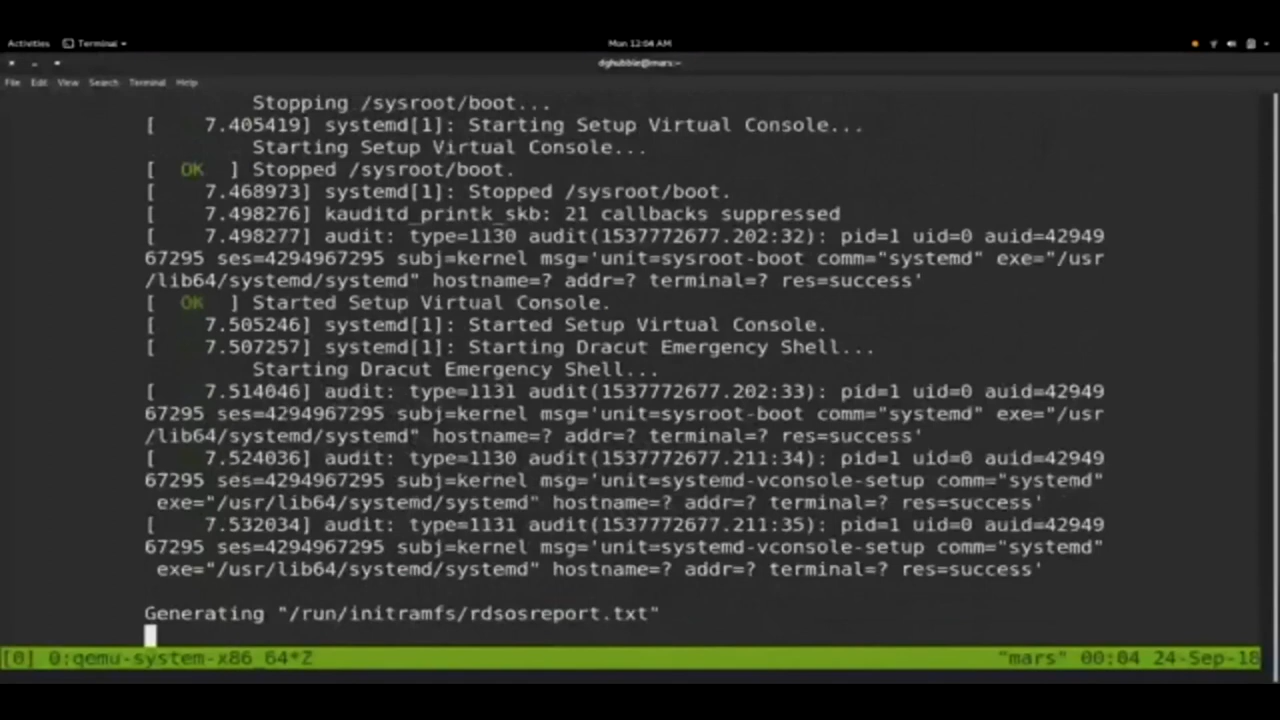 Activities Terminal Mon 12:04 AM
dghubble@mars:~
File Edit View Search Terminal Help
Stopping /sysroot/boot...
[    7.405419] systemd[1]: Starting Setup Virtual Console...
Starting Setup Virtual Console...
[  OK  ] Stopped /sysroot/boot.
[    7.468973] systemd[1]: Stopped /sysroot/boot.
[    7.498276] kauditd_printk_skb: 21 callbacks suppressed
[    7.498277] audit: type=1130 audit(1537772677.202:32): pid=1 uid=0 auid=42949
67295 ses=4294967295 subj=kernel msg='unit=sysroot-boot comm="systemd" exe="/usr
/lib64/systemd/systemd" hostname=? addr=? terminal=? res=success'
[  OK  ] Started Setup Virtual Console.
[    7.505246] systemd[1]: Started Setup Virtual Console.
[    7.507257] systemd[1]: Starting Dracut Emergency Shell...
Starting Dracut Emergency Shell...
[    7.514046] audit: type=1131 audit(1537772677.202:33): pid=1 uid=0 auid=42949
67295 ses=4294967295 subj=kernel msg='unit=sysroot-boot comm="systemd" exe="/usr
/lib64/systemd/systemd" hostname=? addr=? terminal=? res=success'
[    7.524036] audit: type=1130 audit(1537772677.211:34): pid=1 uid=0 auid=42949
67295 ses=4294967295 subj=kernel msg='unit=systemd-vconsole-setup comm="systemd"
exe="/usr/lib64/systemd/systemd" hostname=? addr=? terminal=? res=success'
[    7.532034] audit: type=1131 audit(1537772677.211:35): pid=1 uid=0 auid=42949
67295 ses=4294967295 subj=kernel msg='unit=systemd-vconsole-setup comm="systemd"
exe="/usr/lib64/systemd/systemd" hostname=? addr=? terminal=? res=success'
Generating "/run/initramfs/rdsosreport.txt"
[0] 0:qemu-system-x86_64*Z "mars" 00:04 24-Sep-18